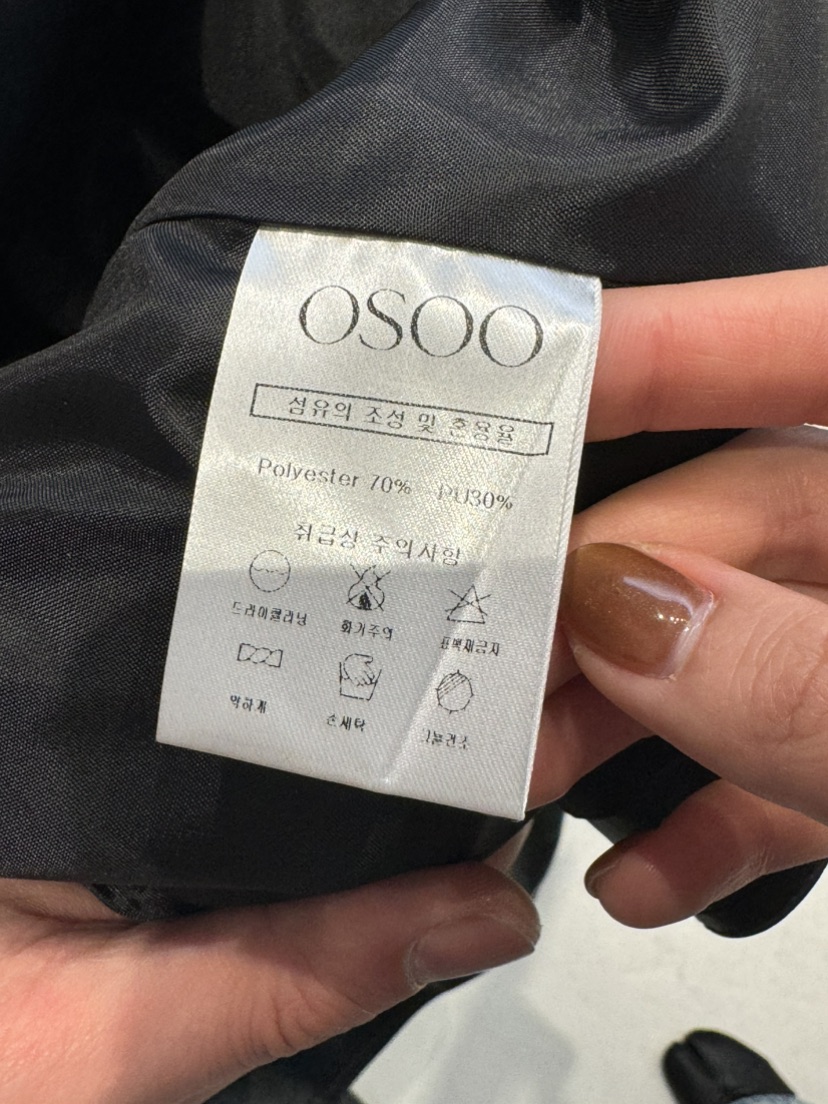 OSOO
섬유의 조성 및 혼용율
Polyester 70% PU30%
취급상 주의사항
드라이클리닝 화기주의 표백제금지
약하게 손세탁 그늘건조